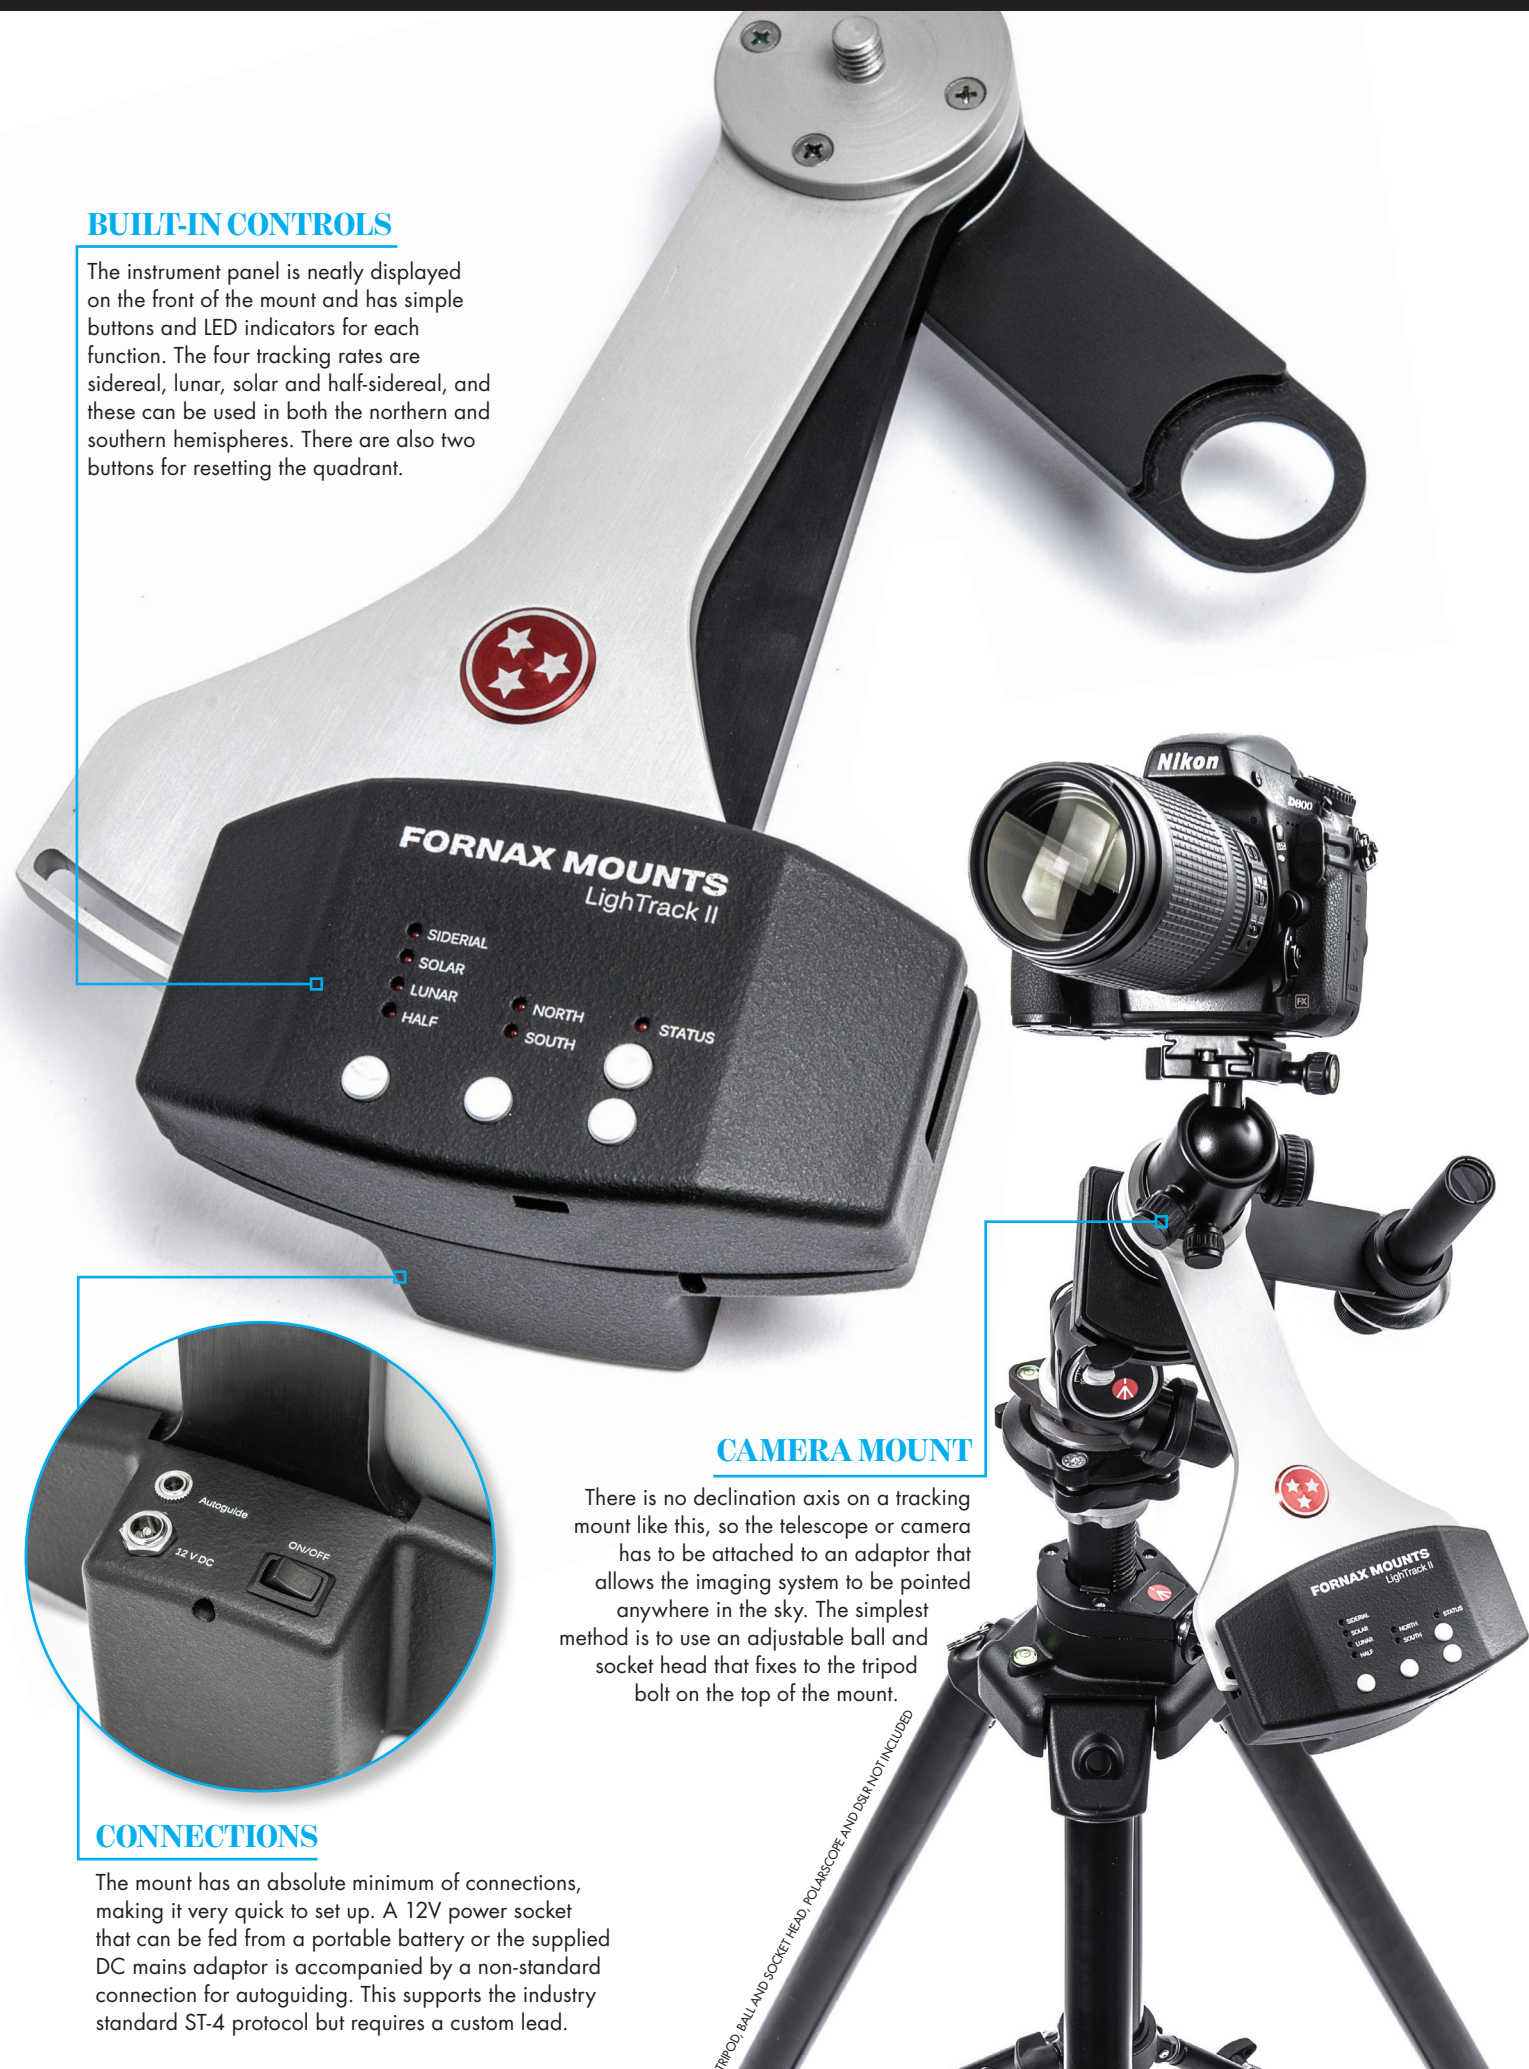 BUILT-IN CONTROLS
The instrument panel is neatly displayed
on the front of the mount and has simple
buttons and LED indicators for each
function. The four tracking rates are
sidereal, lunar, solar and half-sidereal, and
these can be used in both the northern and
southern hemispheres. There are also two
buttons for resetting the quadrant.
FORNAX MOUNTS
LighTrack II
SIDERIAL
SOLAR
LUNAR
HALF
NORTH
SOUTH
STATUS
Nikon
D800
FX
Autoguide
12 V DC
ON/OFF
CAMERA MOUNT
There is no declination axis on a tracking
mount like this, so the telescope or camera
has to be attached to an adaptor that
allows the imaging system to be pointed
anywhere in the sky. The simplest
method is to use an adjustable ball and
socket head that fixes to the tripod
bolt on the top of the mount.
FORNAX MOUNTS
LighTrack II
SIDERIAL
SOLAR
LUNAR
HALF
NORTH
SOUTH
STATUS
TRIPOD, BALL AND SOCKET HEAD, POLARSCOPE AND DSLR NOT INCLUDED
CONNECTIONS
The mount has an absolute minimum of connections,
making it very quick to set up. A 12V power socket
that can be fed from a portable battery or the supplied
DC mains adaptor is accompanied by a non-standard
connection for autoguiding. This supports the industry
standard ST-4 protocol but requires a custom lead.